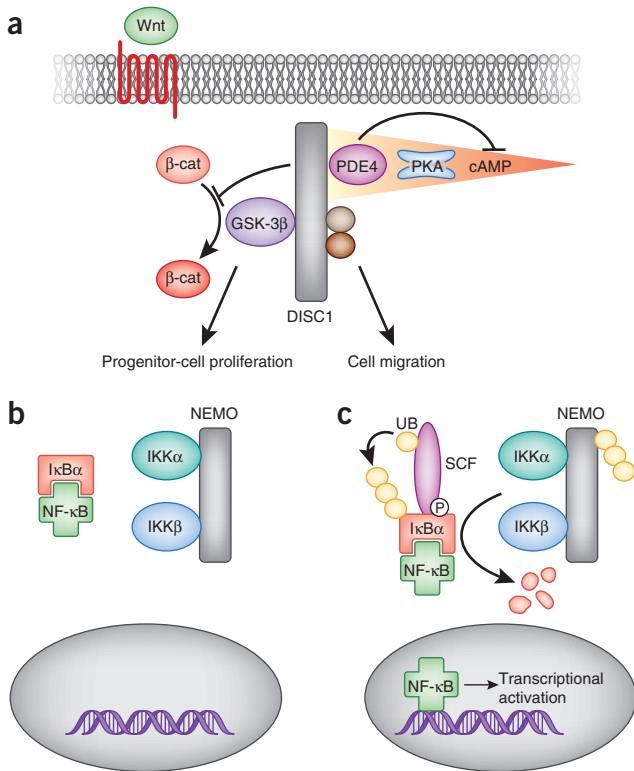 a
Wnt
β-cat
PDE4
PKA
cAMP
GSK-3β
β-cat
DISC1
Progenitor-cell proliferation
Cell migration
b
NEMO
IKKα
IκBα
NF-κB
IKKβ
c
UB
NEMO
SCF
IKKα
P
IκBα
IKKβ
NF-κB
NF-κB
Transcriptional
activation